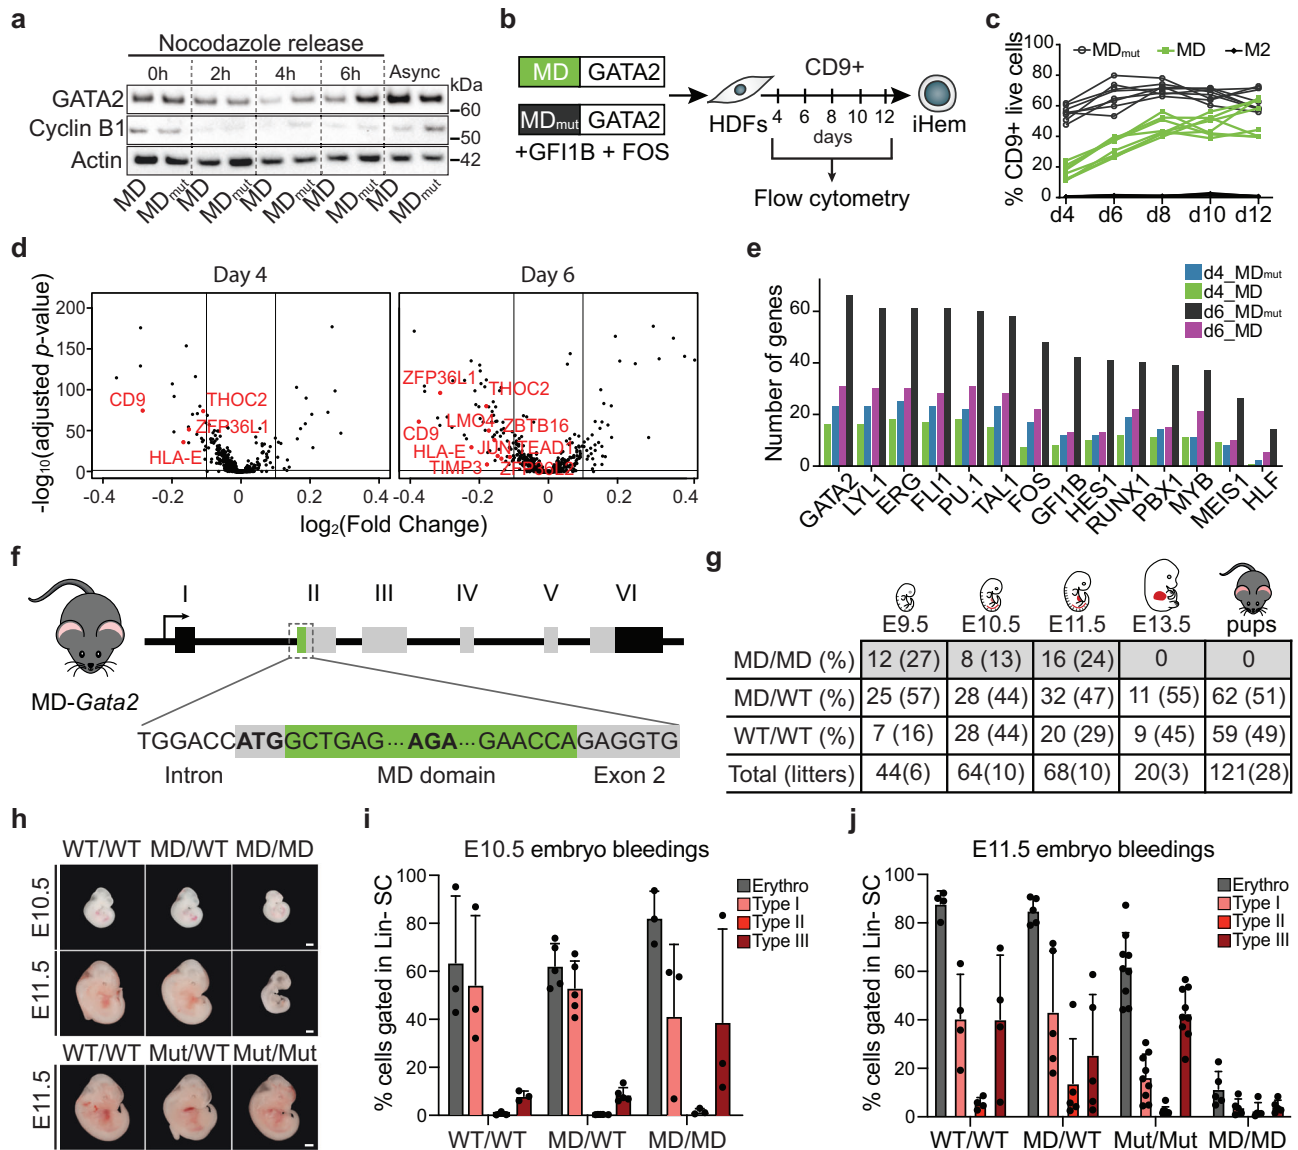 a
Nocodazole release
0h 2h 4h 6h Async
kDa
GATA2
60
Cyclin B1
50
Actin
42
MD MDmut MD MDmut MD MDmut MD MDmut MD MDmut
b
MD GATA2
MDmut GATA2
+GFI1B + FOS
HDFs
CD9+
4 6 8 10 12
days
iHem
Flow cytometry
c
% CD9+ live cells
100
80
60
40
20
0
MDmut MD M2
d4 d6 d8 d10 d12
d
Day 4 Day 6
-log10(adjusted p-value)
200
150
100
50
0
CD9
THOC2
ZFP36L1
HLA-E
ZFP36L1
THOC2
LMO4
ZBTB16
CD9
HLA-E
JUN
TEAD1
TIMP3
ZFP36L2
-0.4 -0.2 0 0.2 0.4 -0.4 -0.2 0 0.2 0.4
log2(Fold Change)
e
Number of genes
60
40
20
0
d4_MDmut
d4_MD
d6_MDmut
d6_MD
GATA2 LYL1 ERG FLI1 PU.1 TAL1 FOS GFI1B HES1 RUNX1 PBX1 MYB MEIS1 HLF
f
I II III IV V VI
MD-Gata2
TGGACCATGGCTGAG···AGA···GAACCAGAGGTG
Intron MD domain Exon 2
g
E9.5 E10.5 E11.5 E13.5 pups
MD/MD (%) 12 (27) 8 (13) 16 (24) 0 0
MD/WT (%) 25 (57) 28 (44) 32 (47) 11 (55) 62 (51)
WT/WT (%) 7 (16) 28 (44) 20 (29) 9 (45) 59 (49)
Total (litters) 44(6) 64(10) 68(10) 20(3) 121(28)
h
WT/WT MD/WT MD/MD
E10.5
E11.5
WT/WT Mut/WT Mut/Mut
E11.5
i
E10.5 embryo bleedings
% cells gated in Lin- SC
100
80
60
40
20
0
Erythro
Type I
Type II
Type III
WT/WT MD/WT MD/MD
j
E11.5 embryo bleedings
% cells gated in Lin- SC
100
80
60
40
20
0
Erythro
Type I
Type II
Type III
WT/WT MD/WT Mut/Mut MD/MD